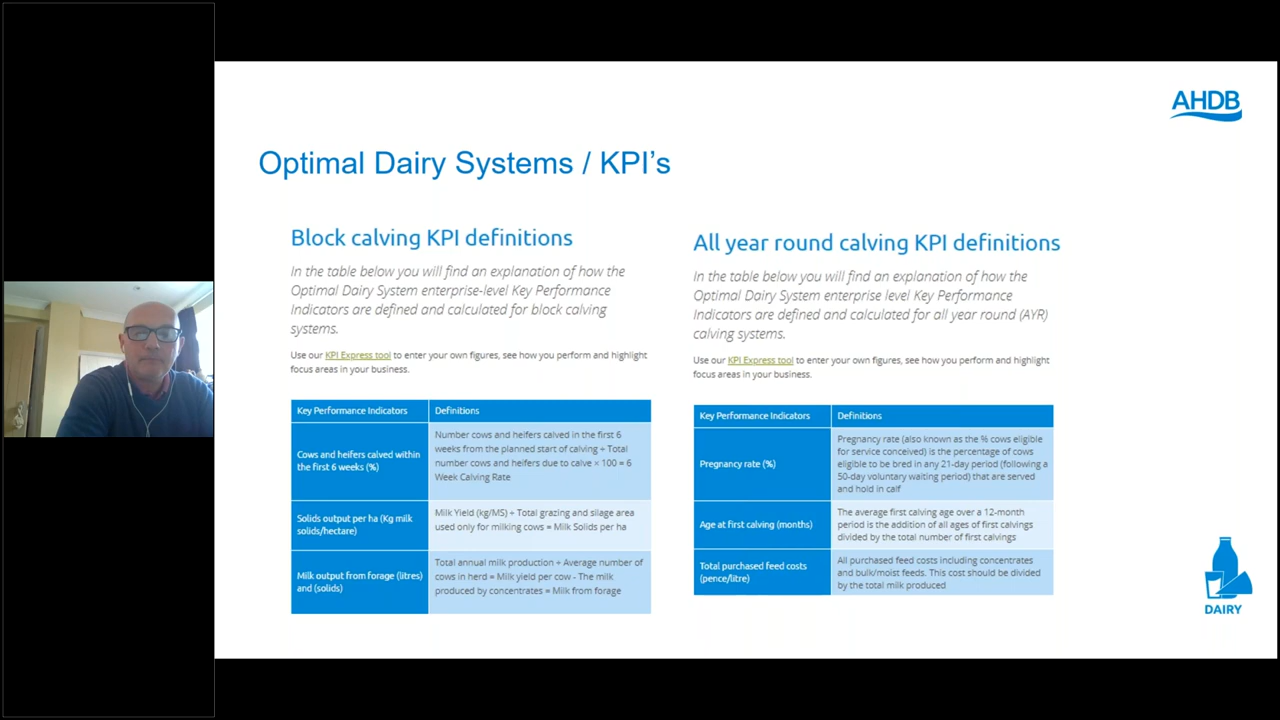 AHDB
Optimal Dairy Systems / KPI’s
Block calving KPI definitions
In the table below you will find an explanation of how the
Optimal Dairy System enterprise-level Key Performance
Indicators are defined and calculated for block calving
systems.
Use our KPI Express tool to enter your own figures, see how you perform and highlight
focus areas in your business.
Key Performance Indicators
Definitions
Cows and heifers calved within
the first 6 weeks (%)
Number cows and heifers calved in the first 6
weeks from the planned start of calving ÷ Total
number cows and heifers due to calve × 100 = 6
Week Calving Rate
Solids output per ha (Kg milk
solids/hectare)
Milk Yield (kg/MS) ÷ Total grazing and silage area
used only for milking cows = Milk Solids per ha
Milk output from forage (litres)
and (solids)
Total annual milk production ÷ Average number of
cows in herd = Milk yield per cow - The milk
produced by concentrates = Milk from forage
All year round calving KPI definitions
In the table below you will find an explanation of how the
Optimal Dairy System enterprise level Key Performance
Indicators are defined and calculated for all year round (AYR)
calving systems.
Use our KPI Express tool to enter your own figures, see how you perform and highlight
focus areas in your business.
Key Performance Indicators
Definitions
Pregnancy rate (%)
Pregnancy rate (also known as the % cows eligible
for service conceived) is the percentage of cows
eligible to be bred in any 21-day period (following a
50-day voluntary waiting period) that are served
and hold in calf
Age at first calving (months)
The average first calving age over a 12-month
period is the addition of all ages of first calvings
divided by the total number of first calvings
Total purchased feed costs
(pence/litre)
All purchased feed costs including concentrates
and bulk/moist feeds. This cost should be divided
by the total milk produced
DAIRY